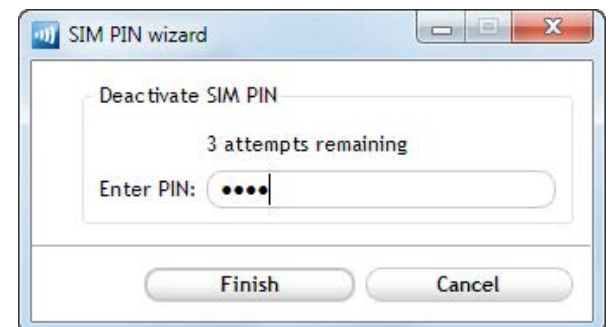 SIM PIN wizard
Deactivate SIM PIN
3 attempts remaining
Enter PIN: ••••
Finish Cancel